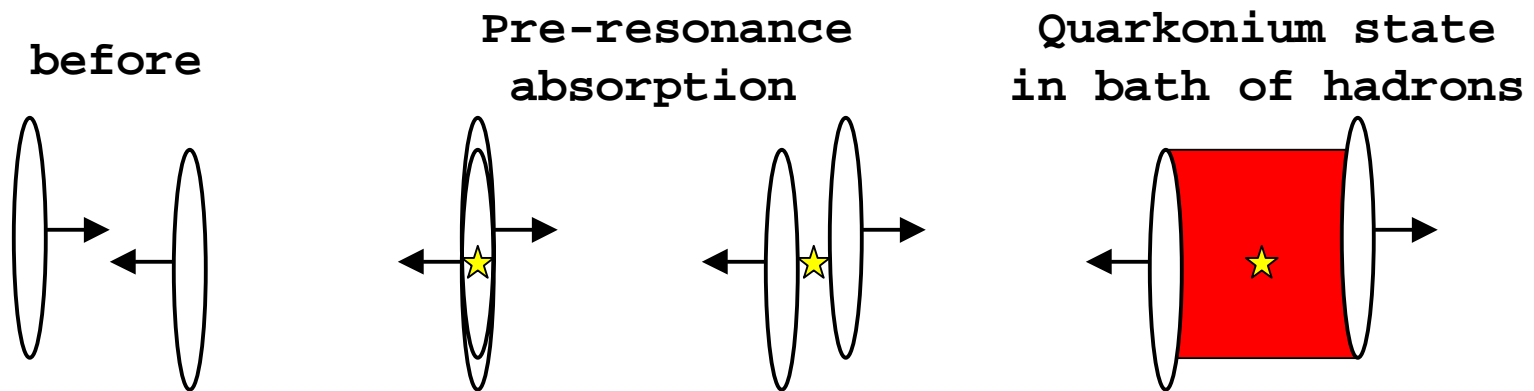 before
Pre-resonance
absorption
Quarkonium state
in bath of hadrons